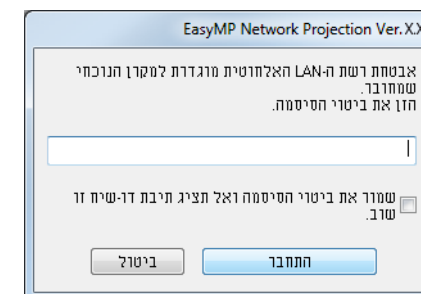 EasyMP Network Projection Ver.X.X
אבטחת רשת ה-LAN האלחוטית מוגדרת למקרן הנוכחי
שמחובר.
הזן את ביטוי הסיסמה.
שמור את ביטוי הסיסמה ואל תציג תיבת דו-שיח זו
שוב.
התחבר
ביטול